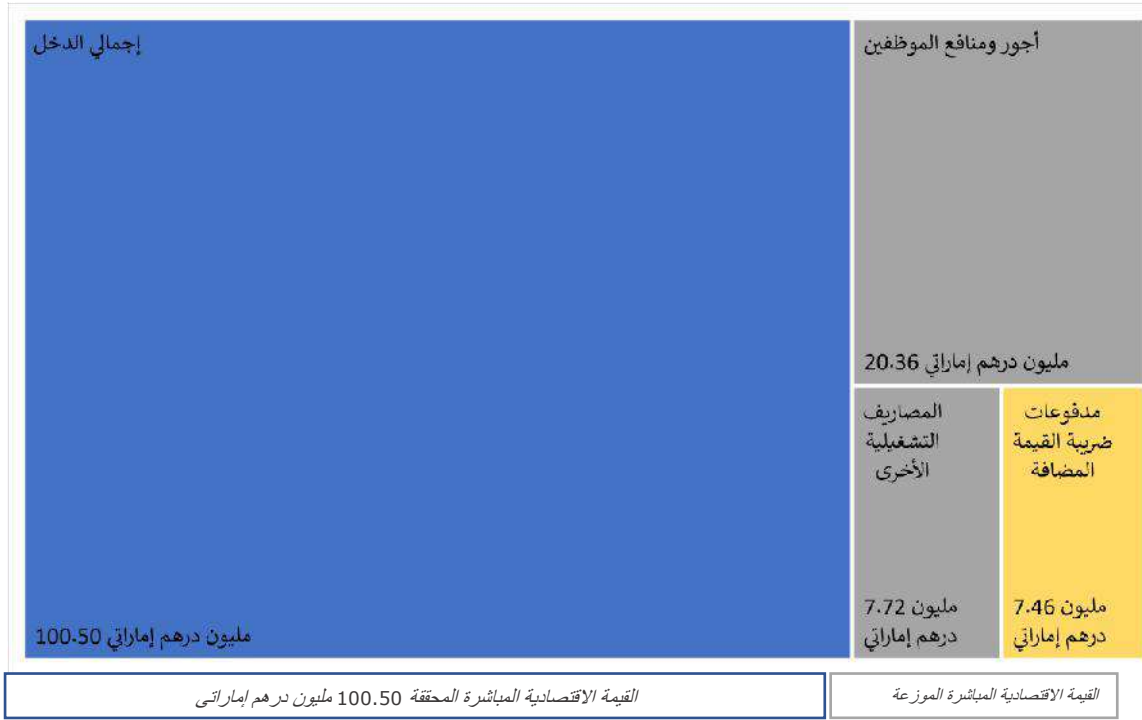 إجمالي الدخل
100.50 مليون درهم إماراتي
أجور ومنافع الموظفين
20.36 مليون درهم إماراتي
المصاريف
التشغيلية
الأخرى
7.72 مليون
درهم إماراتي
مدفوعات
ضريبة القيمة
المضافة
7.46 مليون
درهم إماراتي
القيمة الاقتصادية المباشرة المحققة 100.50 مليون درهم إماراتى
القيمة الاقتصادية المباشرة الموزعة